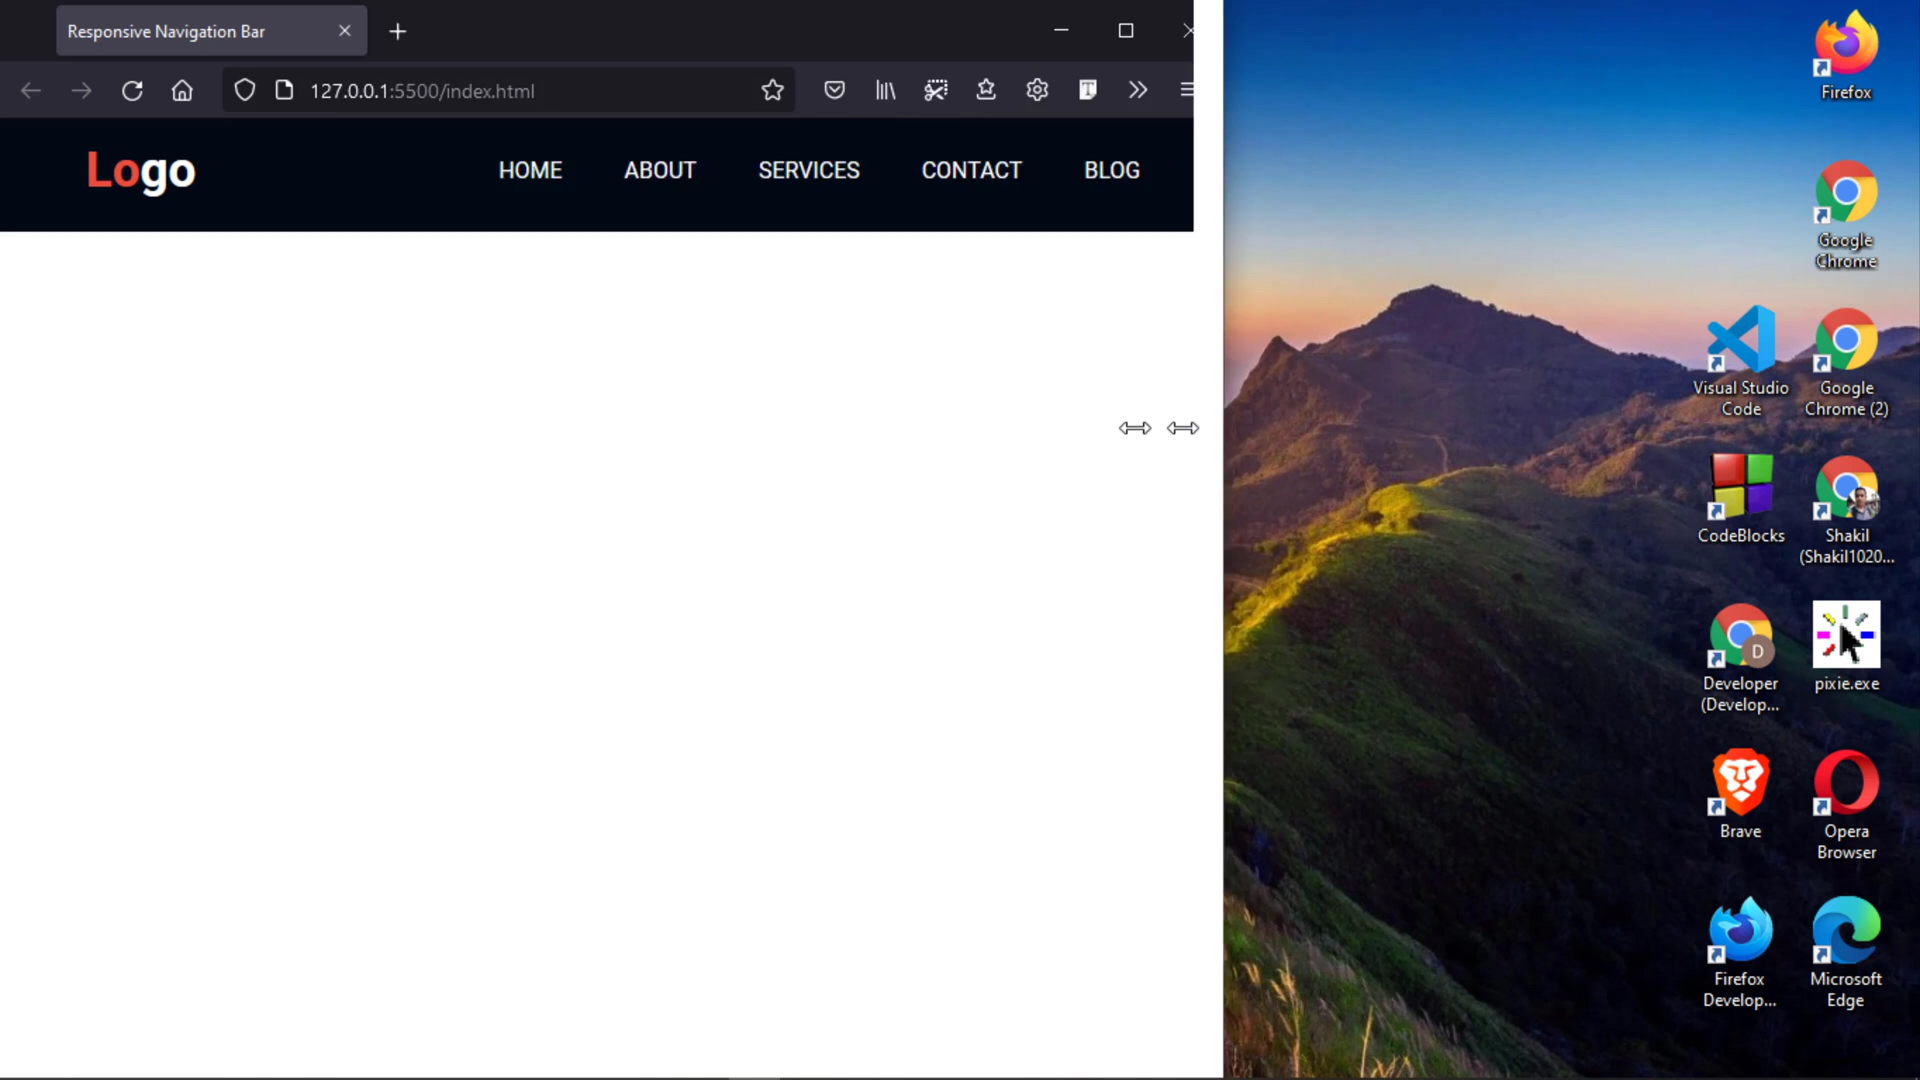 Responsive Navigation Bar
127.0.0.1:5500/index.html
Logo
HOME
ABOUT
SERVICES
CONTACT
BLOG
Firefox
Google
Chrome
Visual Studio
Code
Google
Chrome (2)
CodeBlocks
Shakil
(Shakil1020...
Developer
(Develop...
D
pixie.exe
Brave
Opera
Browser
Firefox
Develop...
Microsoft
Edge